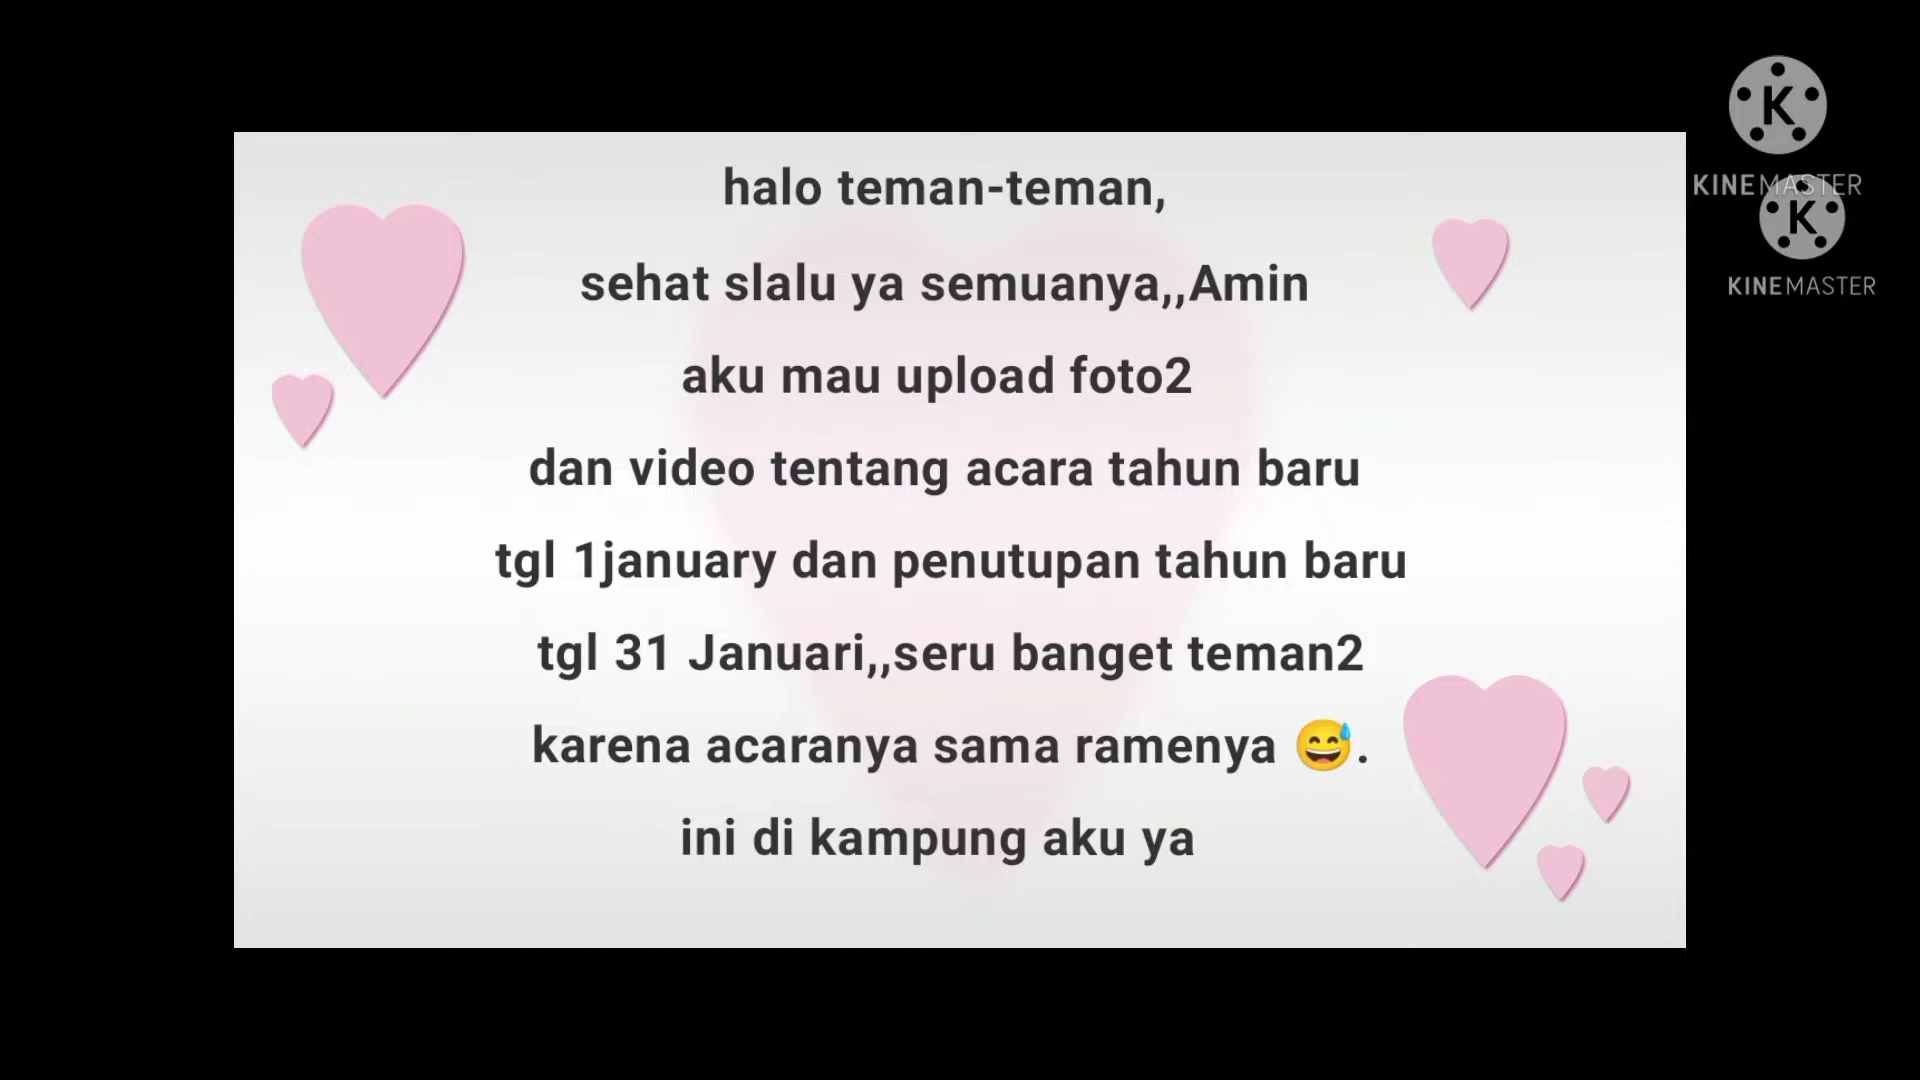 halo teman-teman,
sehat slalu ya semuanya,,Amin
aku mau upload foto2
dan video tentang acara tahun baru
tgl 1january dan penutupan tahun baru
tgl 31 Januari,,seru banget teman2
karena acaranya sama ramenya 😅.
ini di kampung aku ya
K
KINEMASTER
K
KINEMASTER